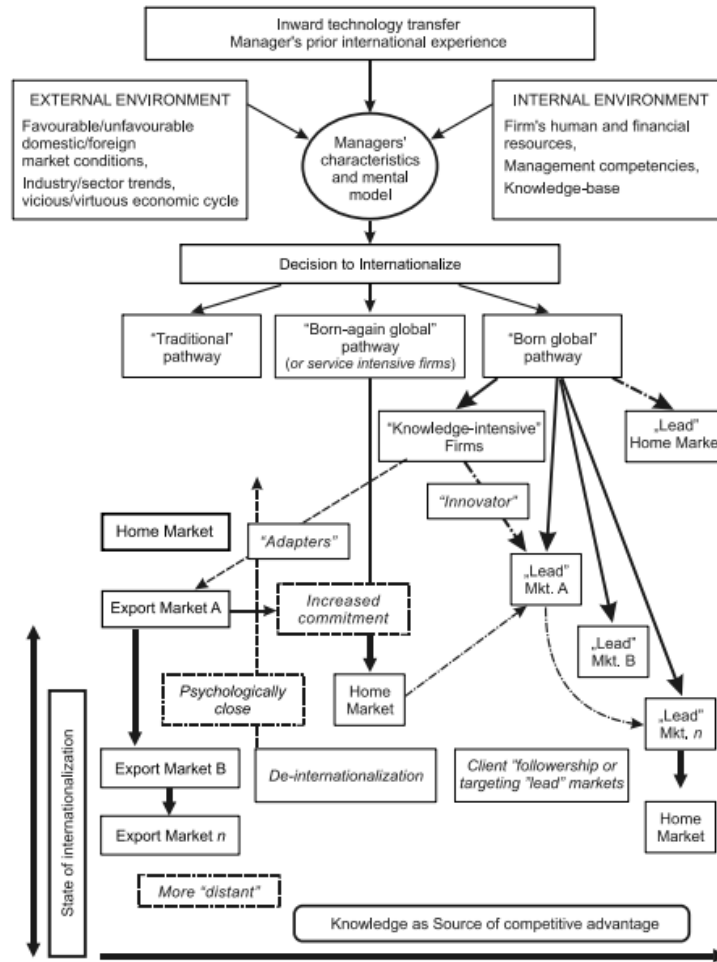 Inward technology transfer
Manager's prior international experience
EXTERNAL ENVIRONMENT
Favourable/unfavourable
domestic/foreign
market conditions,
Industry/sector trends,
vicious/virtuous economic cycle
Managers'
characteristics
and mental
model
INTERNAL ENVIRONMENT
Firm's human and financial
resources,
Management competencies,
Knowledge-base
Decision to Internationalize
"Traditional"
pathway
"Born-again global"
pathway
(or service intensive firms)
"Born global"
pathway
"Knowledge-intensive"
Firms
„Lead"
Home Market
"Innovator"
Home Market
"Adapters"
„Lead"
Mkt. A
Export Market A
Increased
commitment
„Lead"
Mkt. B
Psychologically
close
Home
Market
„Lead"
Mkt. n
Export Market B
De-internationalization
Client "followership or
targeting "lead" markets
Export Market n
Home
Market
State of internationalization
More "distant"
Knowledge as Source of competitive advantage